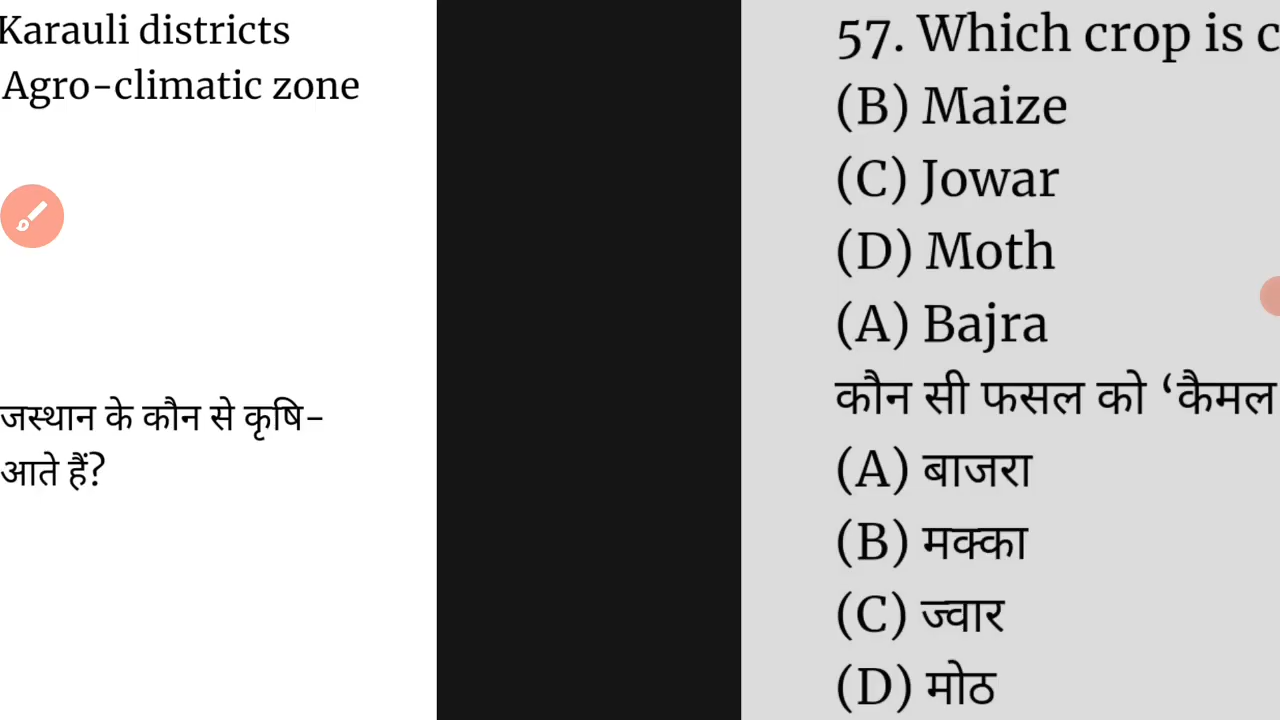 Karauli districts
Agro-climatic zone
जस्थान के कौन से कृषि-
आते हैं?
57. Which crop is c
(B) Maize
(C) Jowar
(D) Moth
(A) Bajra
कौन सी फसल को ‘कैमल
(A) बाजरा
(B) मक्का
(C) ज्वार
(D) मोठ